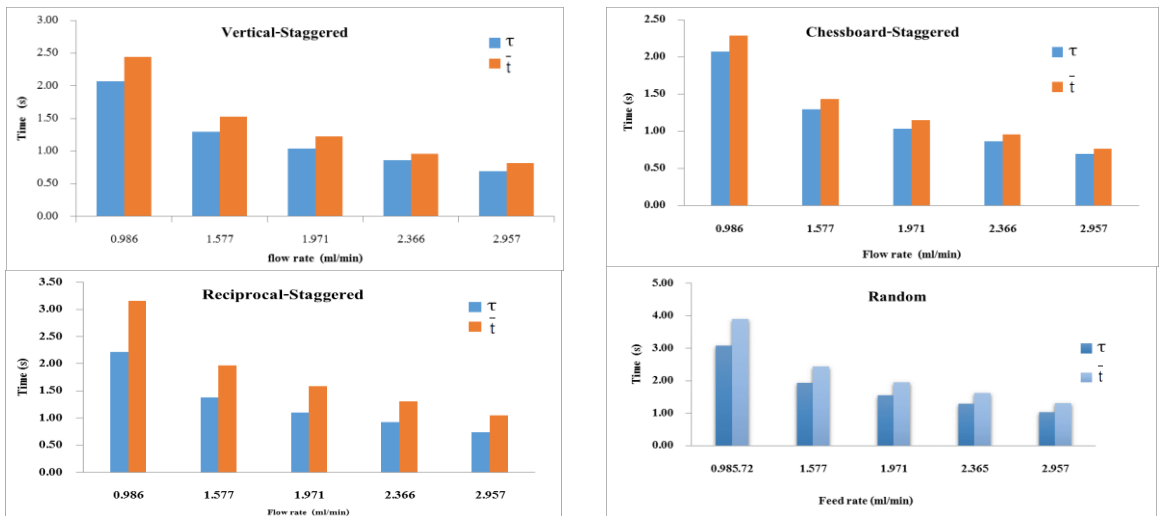 Vertical-Staggered
τ
t̄
Time (s)
3.00
2.50
2.00
1.50
1.00
0.50
0.00
0.986 1.577 1.971 2.366 2.957
flow rate (ml/min)
Chessboard-Staggered
τ
t̄
Time (s)
2.50
2.00
1.50
1.00
0.50
0.00
0.986 1.577 1.971 2.366 2.957
Flow rate (ml/min)
Reciprocal-Staggered
τ
t̄
Time (s)
3.50
3.00
2.50
2.00
1.50
1.00
0.50
0.00
0.986 1.577 1.971 2.366 2.957
Flow rate (ml/min)
Random
τ
t̄
Time (s)
5.00
4.00
3.00
2.00
1.00
0.00
0.985.72 1.577 1.971 2.365 2.957
Feed rate (ml/min)